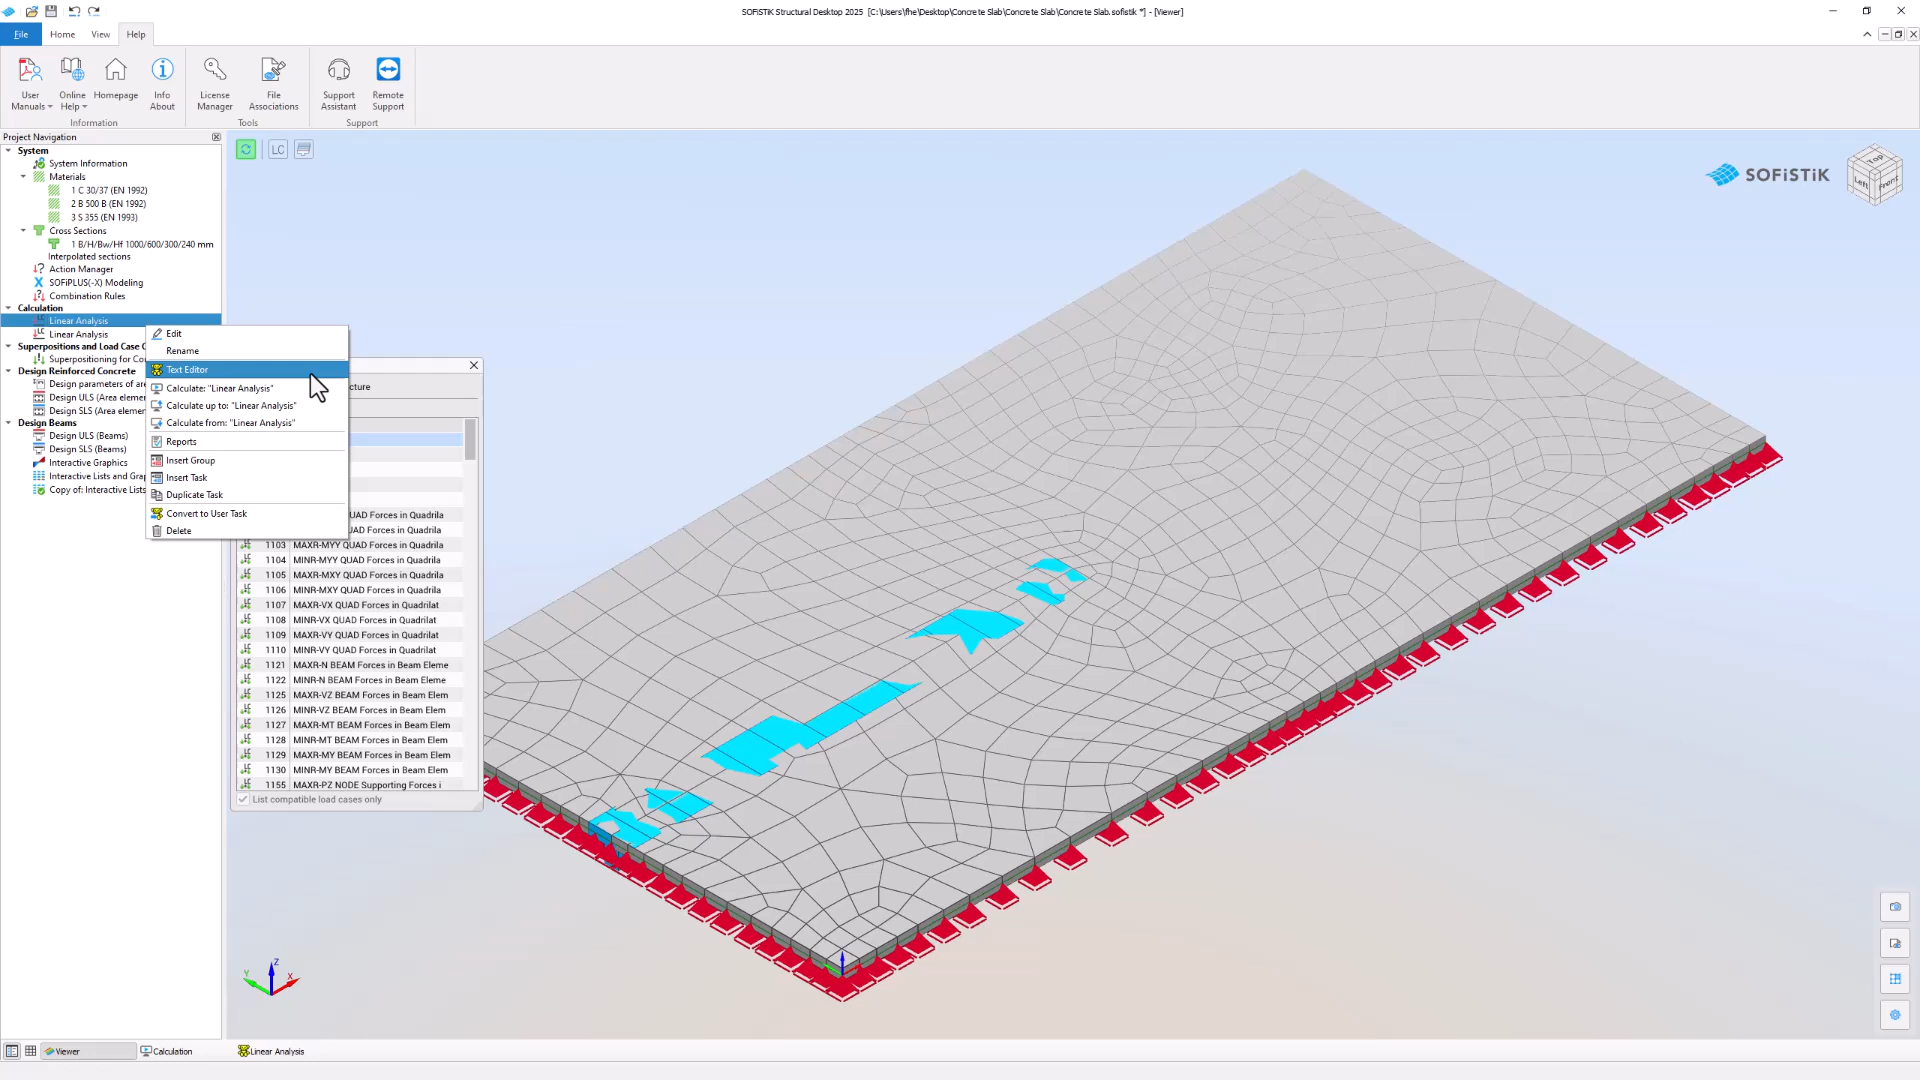 SOFiSTiK Structural Desktop 2025 [C:\Users\fhe\Desktop\Concrete Slab\Concrete Slab\Concrete Slab.sofistik *] - [Viewer]
File Home View Help
User Manuals
Online Help
Homepage
Info About
License Manager
File Associations
Support Assistant
Remote Support
Information
Tools
Support
Project Navigation
System
System Information
Materials
1 C 30/37 (EN 1992)
2 B 500 B (EN 1992)
3 S 355 (EN 1993)
Cross Sections
1 B/H/Bw/Hf 1000/600/300/240 mm
Interpolated sections
Action Manager
SOFiPLUS(-X) Modeling
Combination Rules
Calculation
Linear Analysis
Linear Analysis
Superpositions and Load Case C
Superpositioning for Co
Design Reinforced Concrete
Design parameters of ar
Design ULS (Area eleme
Design SLS (Area elemen
Design Beams
Design ULS (Beams)
Design SLS (Beams)
Interactive Graphics
Interactive Lists and Grap
Copy of: Interactive Lists
Edit
Rename
Text Editor
Calculate: "Linear Analysis"
Calculate up to: "Linear Analysis"
Calculate from: "Linear Analysis"
Reports
Insert Group
Insert Task
Duplicate Task
Convert to User Task
Delete
LC
cture
UAD Forces in Quadrila
UAD Forces in Quadrila
1103 MAXR-MYY QUAD Forces in Quadrila
1104 MINR-MYY QUAD Forces in Quadrila
1105 MAXR-MXY QUAD Forces in Quadrila
1106 MINR-MXY QUAD Forces in Quadrila
1107 MAXR-VX QUAD Forces in Quadrilat
1108 MINR-VX QUAD Forces in Quadrilat
1109 MAXR-VY QUAD Forces in Quadrilat
1110 MINR-VY QUAD Forces in Quadrilat
1121 MAXR-N BEAM Forces in Beam Eleme
1122 MINR-N BEAM Forces in Beam Eleme
1125 MAXR-VZ BEAM Forces in Beam Elem
1126 MINR-VZ BEAM Forces in Beam Elem
1127 MAXR-MT BEAM Forces in Beam Elem
1128 MINR-MT BEAM Forces in Beam Elem
1129 MAXR-MY BEAM Forces in Beam Elem
1130 MINR-MY BEAM Forces in Beam Elem
1155 MAXR-PZ NODE Supporting Forces i
List compatible load cases only
SOFiSTiK
Top
Left
Front
Y Z X
Viewer
Calculation
Linear Analysis